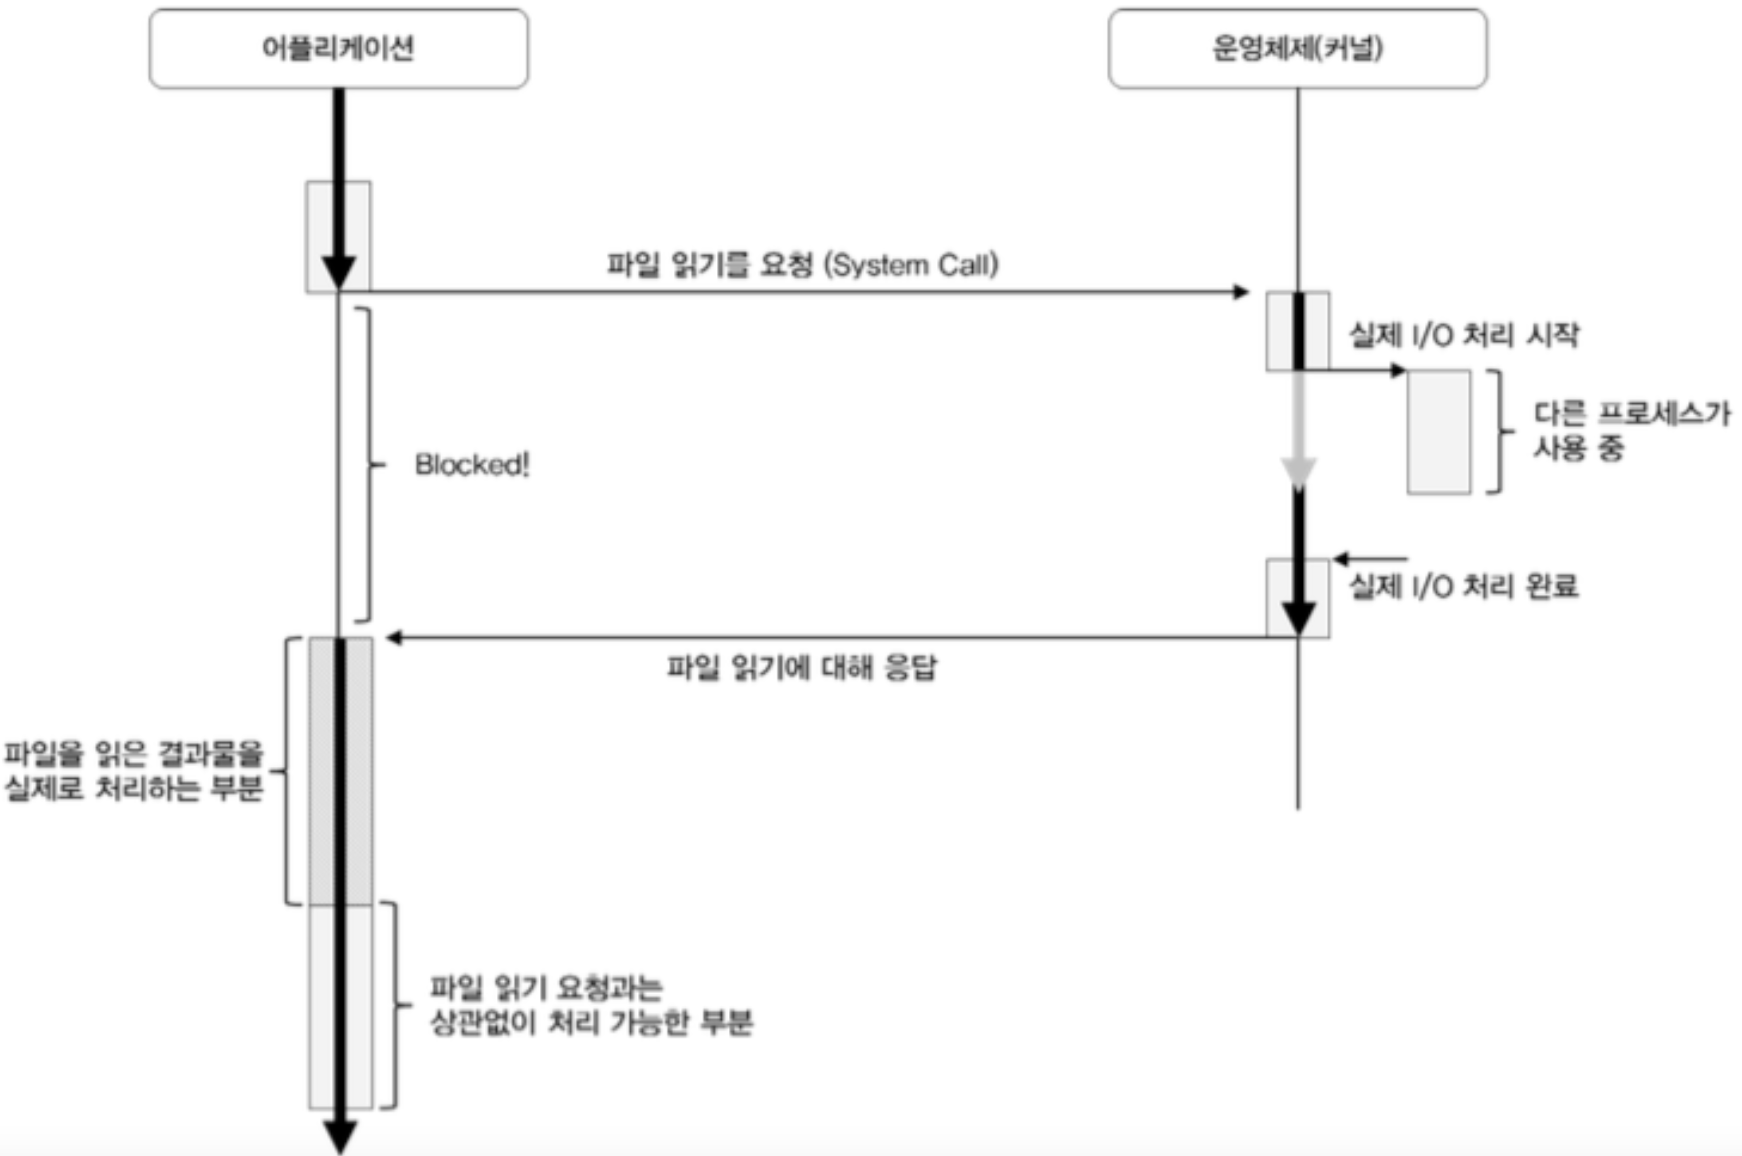 어플리케이션
운영체제(커널)
파일 읽기를 요청 (System Call)
실제 I/O 처리 시작
다른 프로세스가
사용 중
Blocked!
실제 I/O 처리 완료
파일 읽기에 대해 응답
파일을 읽은 결과물을
실제로 처리하는 부분
파일 읽기 요청과는
상관없이 처리 가능한 부분